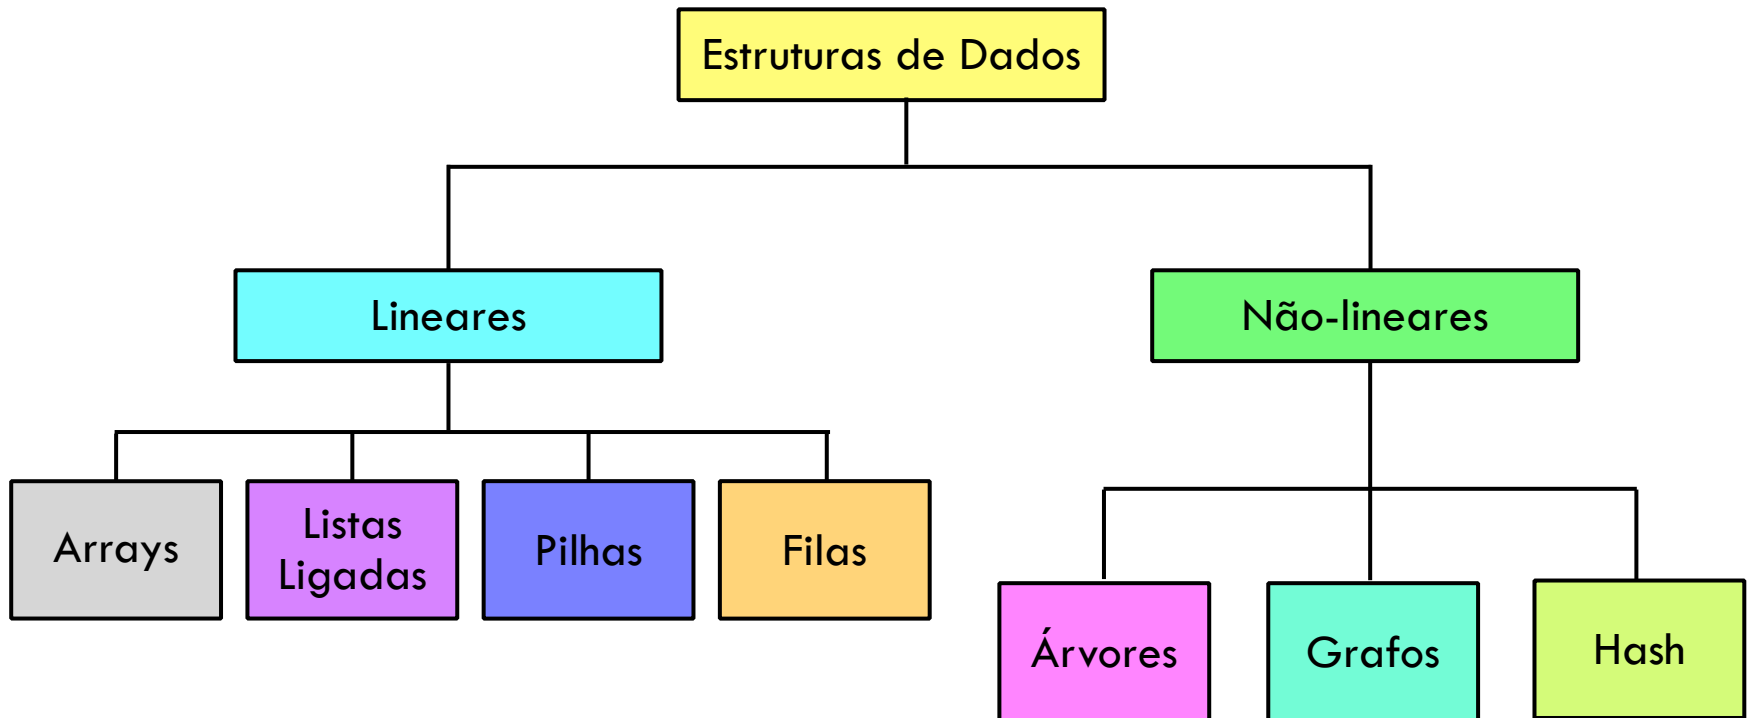 Estruturas de Dados
Lineares
Não-lineares
Arrays
Listas
Ligadas
Pilhas
Filas
Árvores
Grafos
Hash